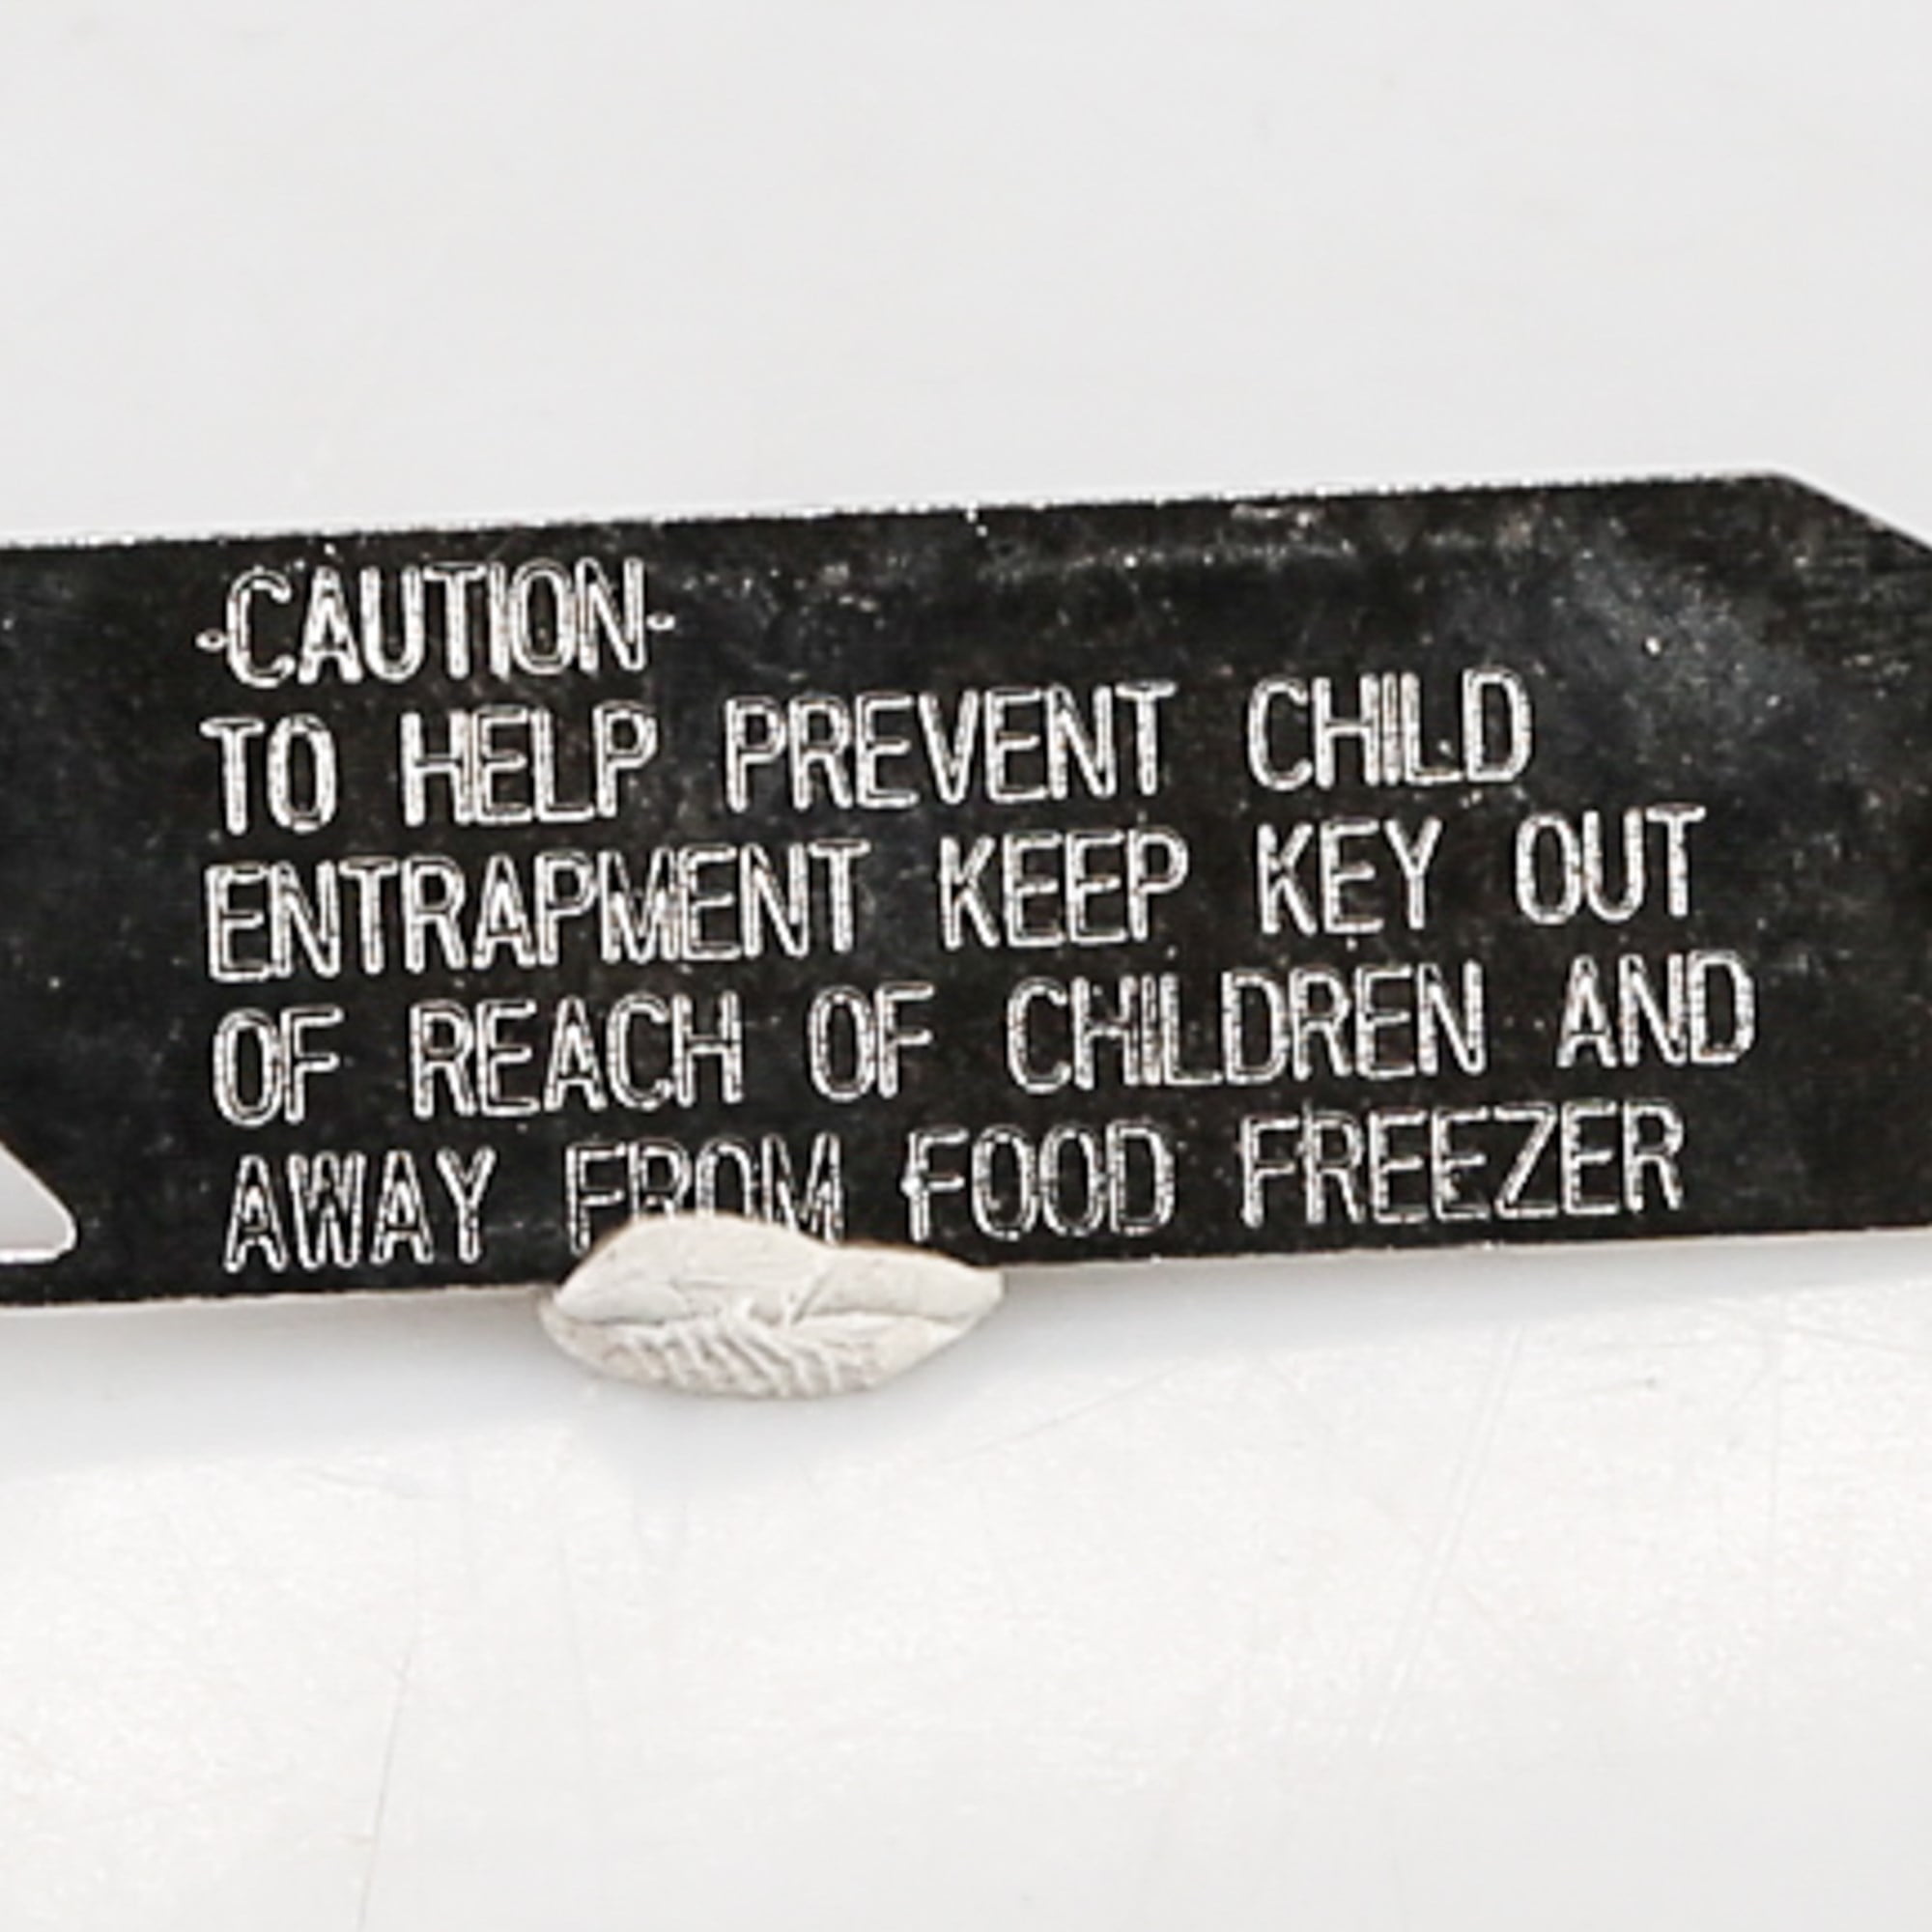 -CAUTION-
TO HELP PREVENT CHILD
ENTRAPMENT KEEP KEY OUT
OF REACH OF CHILDREN AND
AWAY FROM FOOD FREEZER